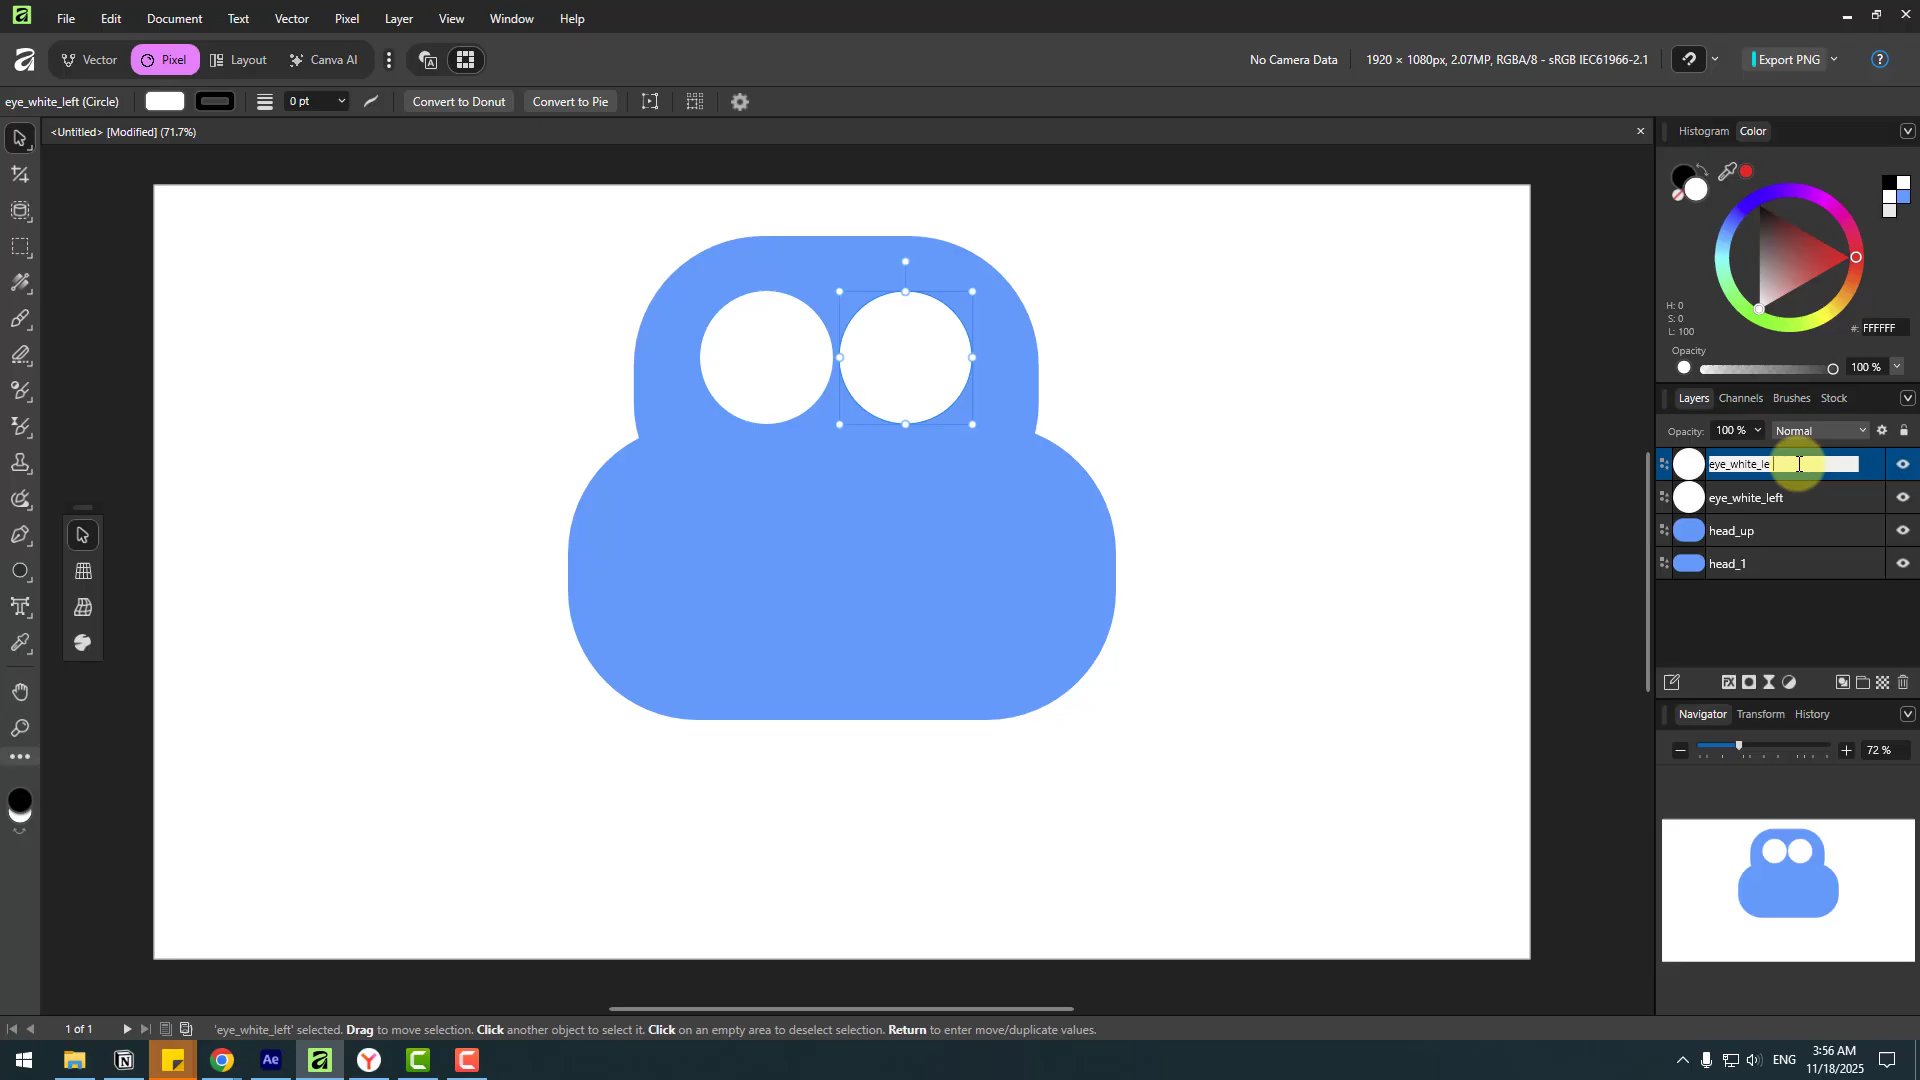 File Edit Document Text Vector Pixel Layer View Window Help
Vector Pixel Layout Canva AI
No Camera Data 1920 × 1080px, 2.07MP, RGBA/8 - sRGB IEC61966-2.1 Export PNG
eye_white_left (Circle) 0 pt Convert to Donut Convert to Pie
<Untitled> [Modified] (71.7%)
Histogram Color
H: 0
S: 0
L: 100
#: FFFFFF
Opacity
100 %
Layers Channels Brushes Stock
Opacity: 100 % Normal
eye_white_le
eye_white_left
head_up
head_1
FX
Navigator Transform History
72 %
1 of 1 'eye_white_left' selected. Drag to move selection. Click another object to select it. Click on an empty area to deselect selection. Return to enter move/duplicate values.
Ae
ENG
3:56 AM
11/18/2025